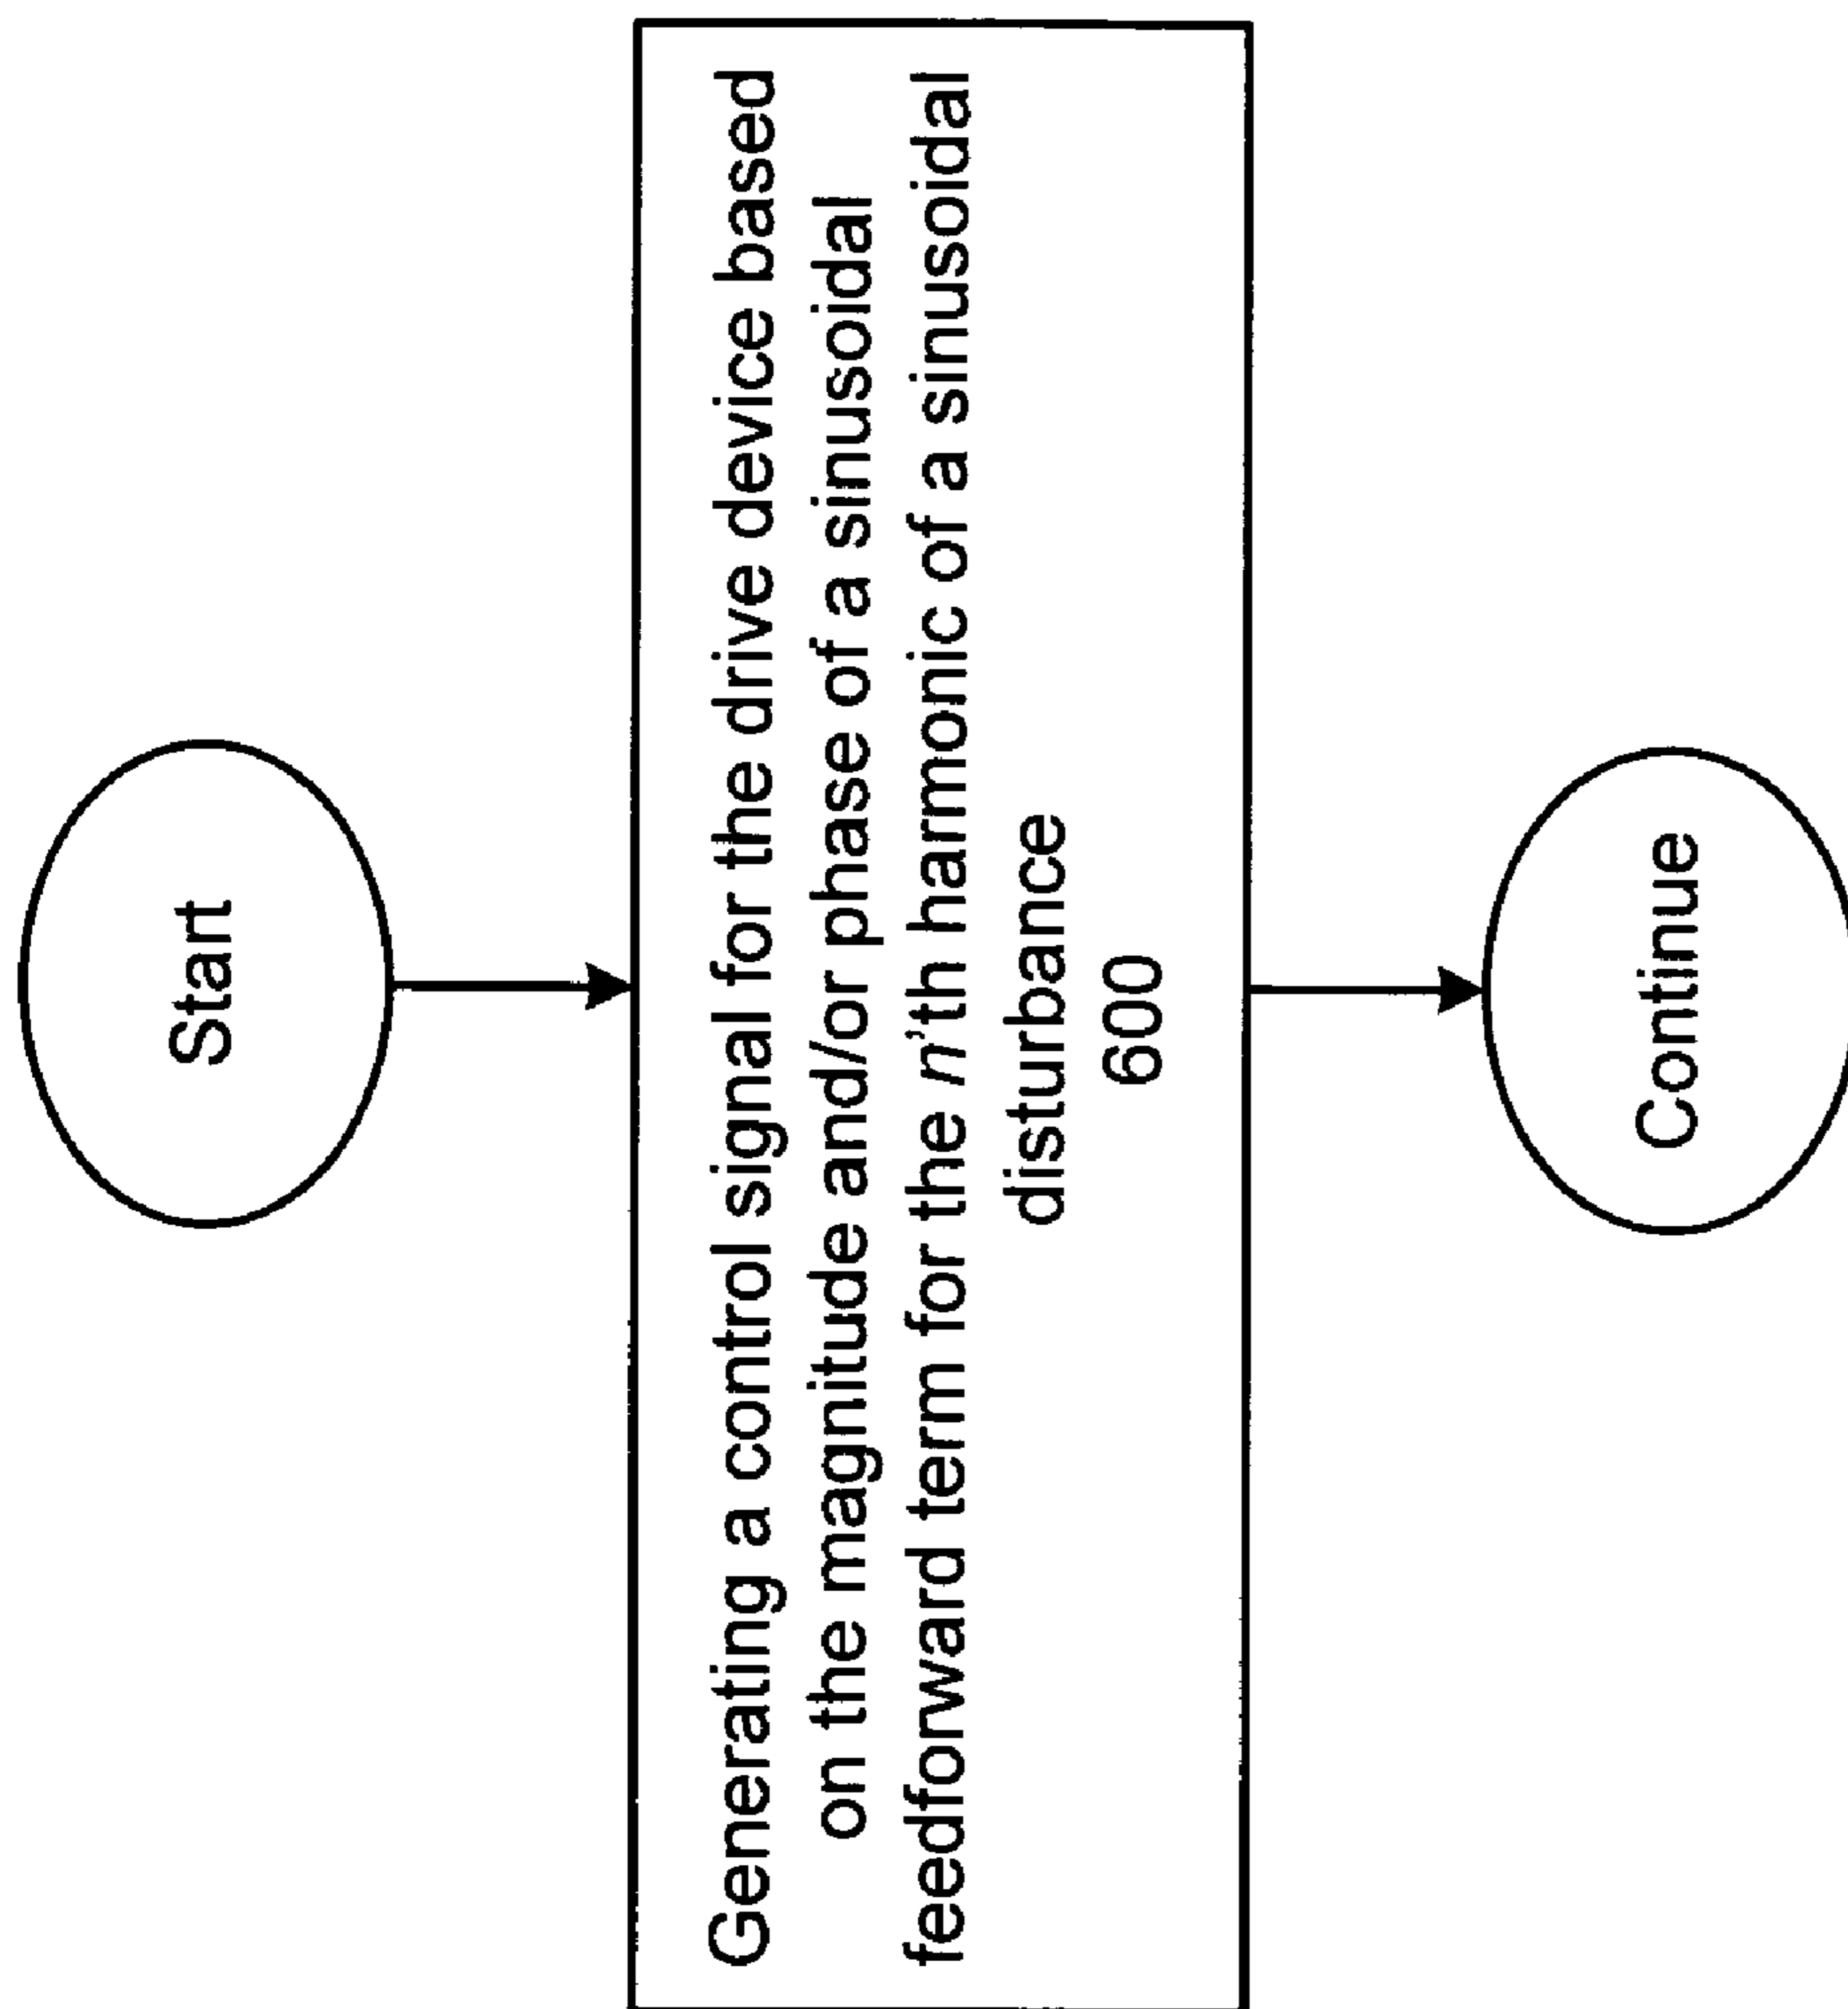 Start
Generating a control signal for the drive device based
on the magnitude and/or phase of a sinusoidal
feedforward term for the n'th harmonic of a sinusoidal
disturbance
600
Continue